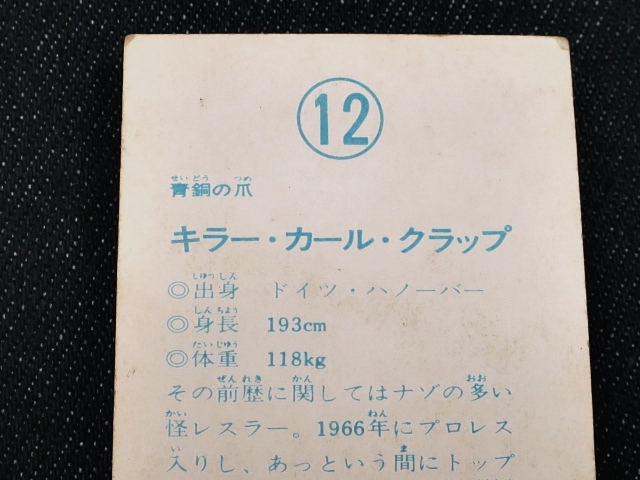 12
青銅の爪
キラー・カール・クラップ
◎出身 ドイツ・ハノーバー
◎身長 193cm
◎体重 118kg
その前歴に関してはナゾの多い
怪レスラー。1966年にプロレス
入りし、あっという間にトップ